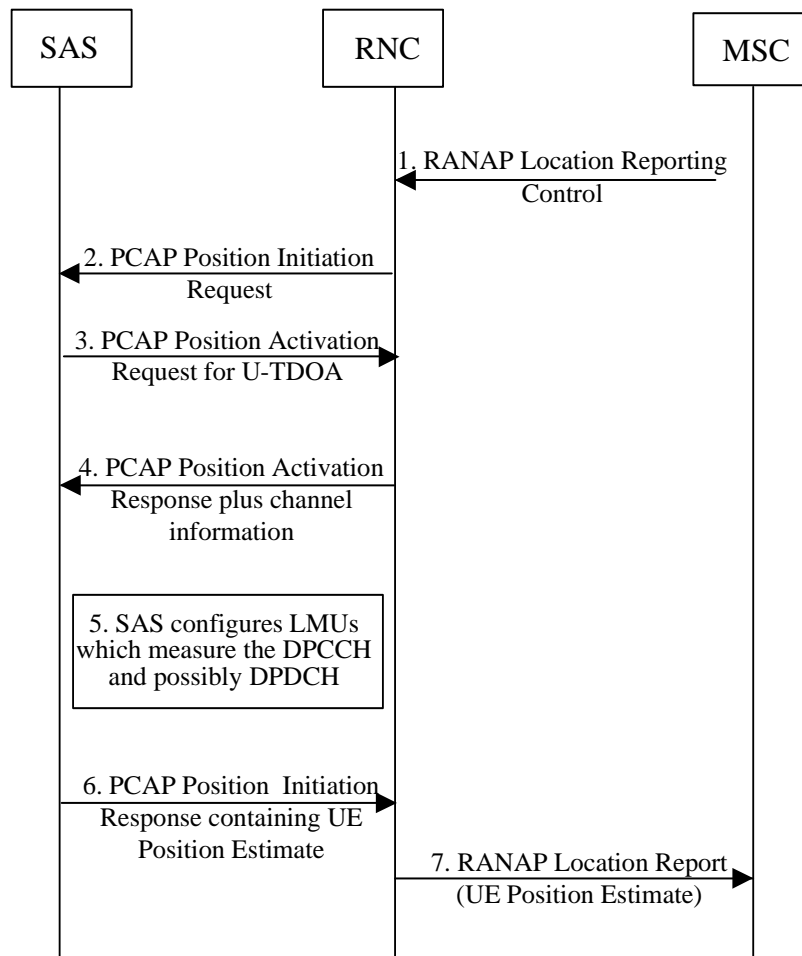 SAS
RNC
MSC
1. RANAP Location Reporting
Control
2. PCAP Position Initiation
Request
3. PCAP Position Activation
Request for U-TDOA
4. PCAP Position Activation
Response plus channel
information
5. SAS configures LMUs
which measure the DPCCH
and possibly DPDCH
6. PCAP Position Initiation
Response containing UE
Position Estimate
7. RANAP Location Report
(UE Position Estimate)